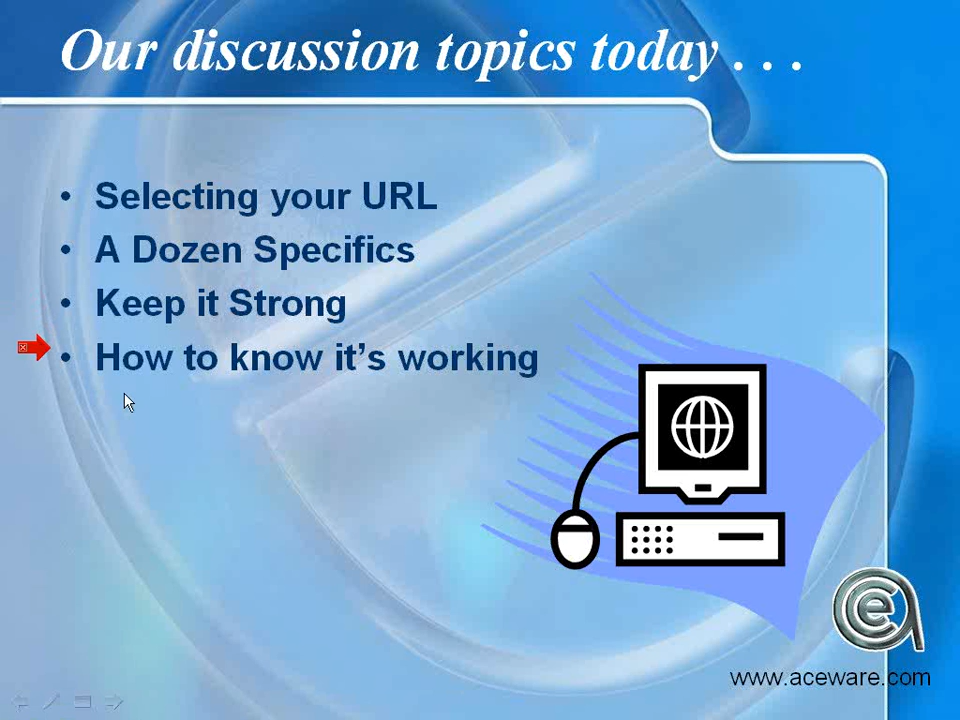 Our discussion topics today . . .
• Selecting your URL
• A Dozen Specifics
• Keep it Strong
• How to know it’s working
www.aceware.com